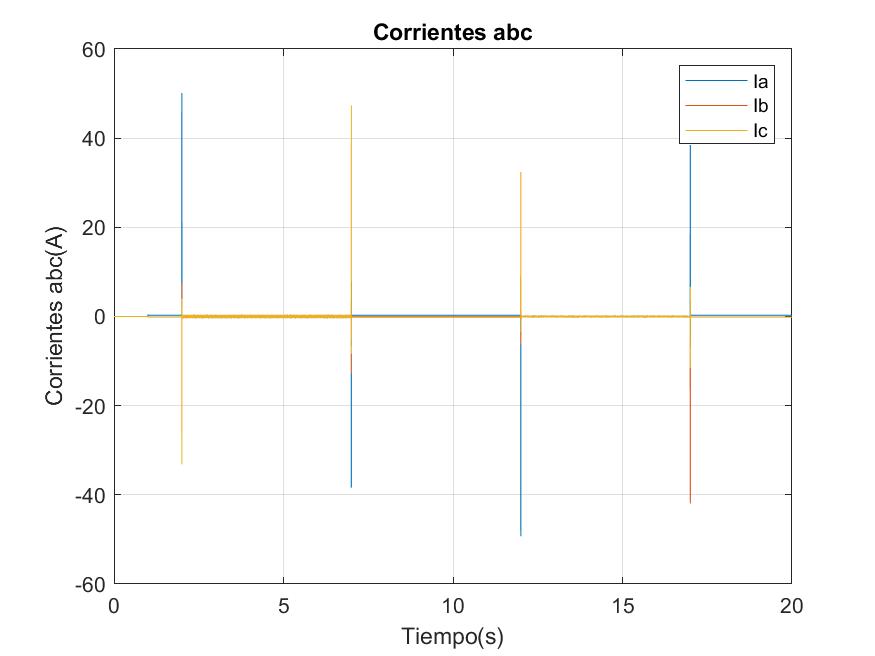 Corrientes abc
60
40
20
0
-20
-40
-60
Corrientes abc(A)
Ia
Ib
Ic
0 5 10 15 20
Tiempo(s)